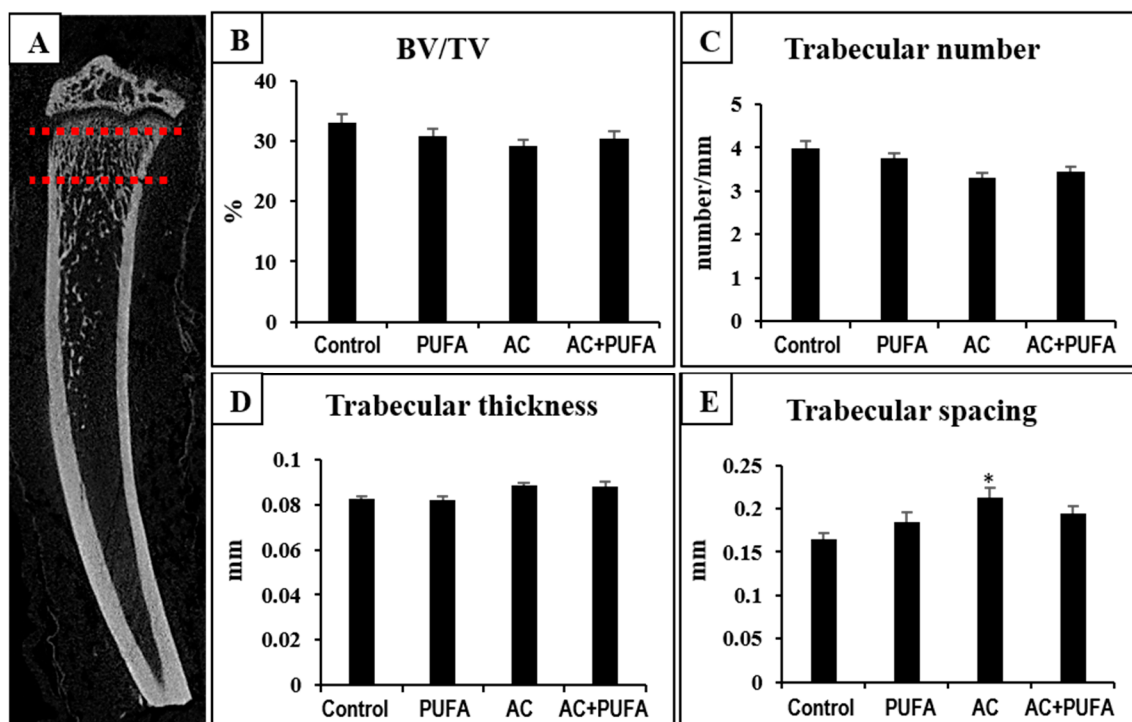 A
B
BV/TV
40
30
20
10
0
%
Control PUFA AC AC+PUFA
C
Trabecular number
5
4
3
2
1
0
number/mm
Control PUFA AC AC+PUFA
D
Trabecular thickness
0.1
0.08
0.06
0.04
0.02
0
mm
Control PUFA AC AC+PUFA
E
Trabecular spacing
0.25
0.2
0.15
0.1
0.05
0
mm
*
Control PUFA AC AC+PUFA